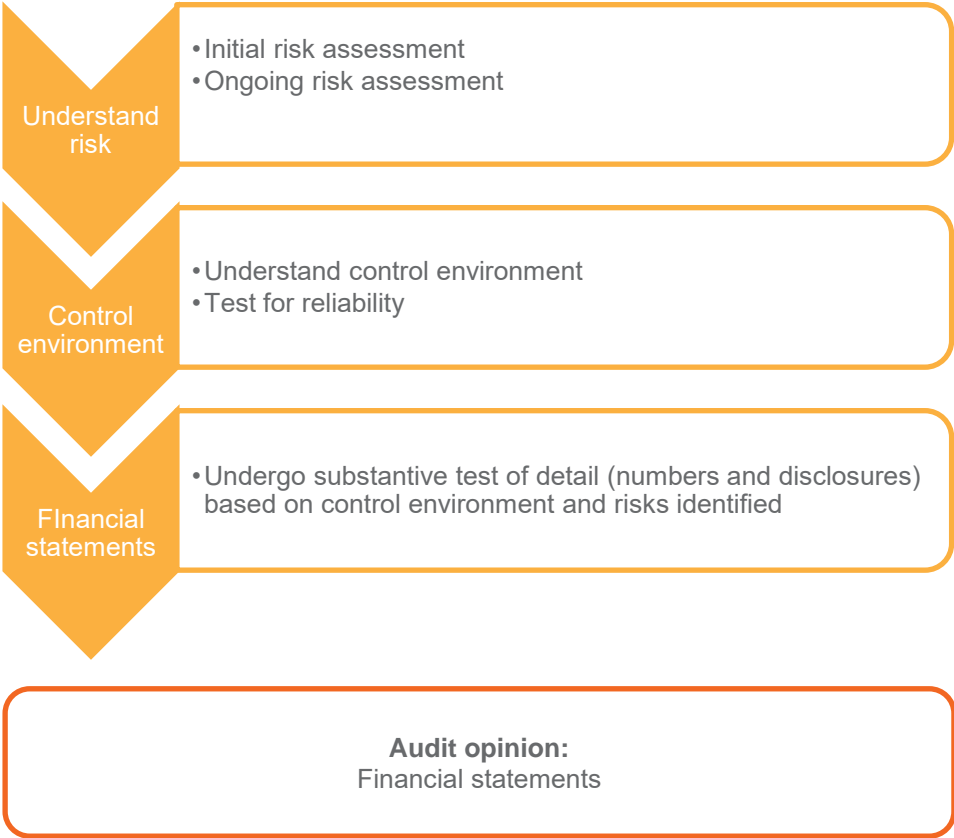 Understand
risk
•Initial risk assessment
•Ongoing risk assessment
Control
environment
•Understand control environment
•Test for reliability
FInancial
statements
•Undergo substantive test of detail (numbers and disclosures)
based on control environment and risks identified
Audit opinion:
Financial statements